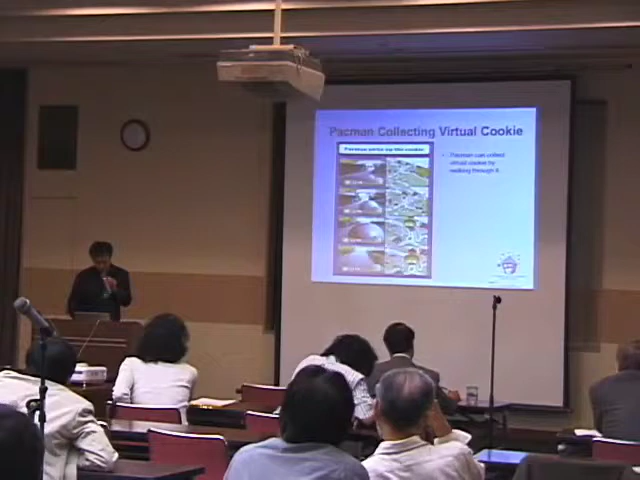 Pacman Collecting Virtual Cookie
Pacman can collect
virtual cookie by
walking through it.